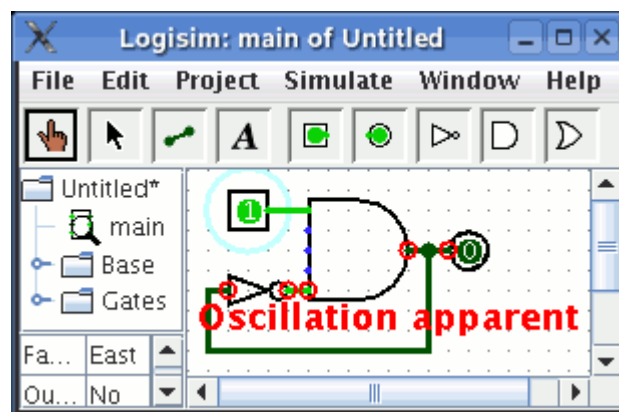 Logisim: main of Untitled
File Edit Project Simulate Window Help
A
Untitled*
main
Base
Gates
1
0
Oscillation apparent
Fa... East
Ou... No